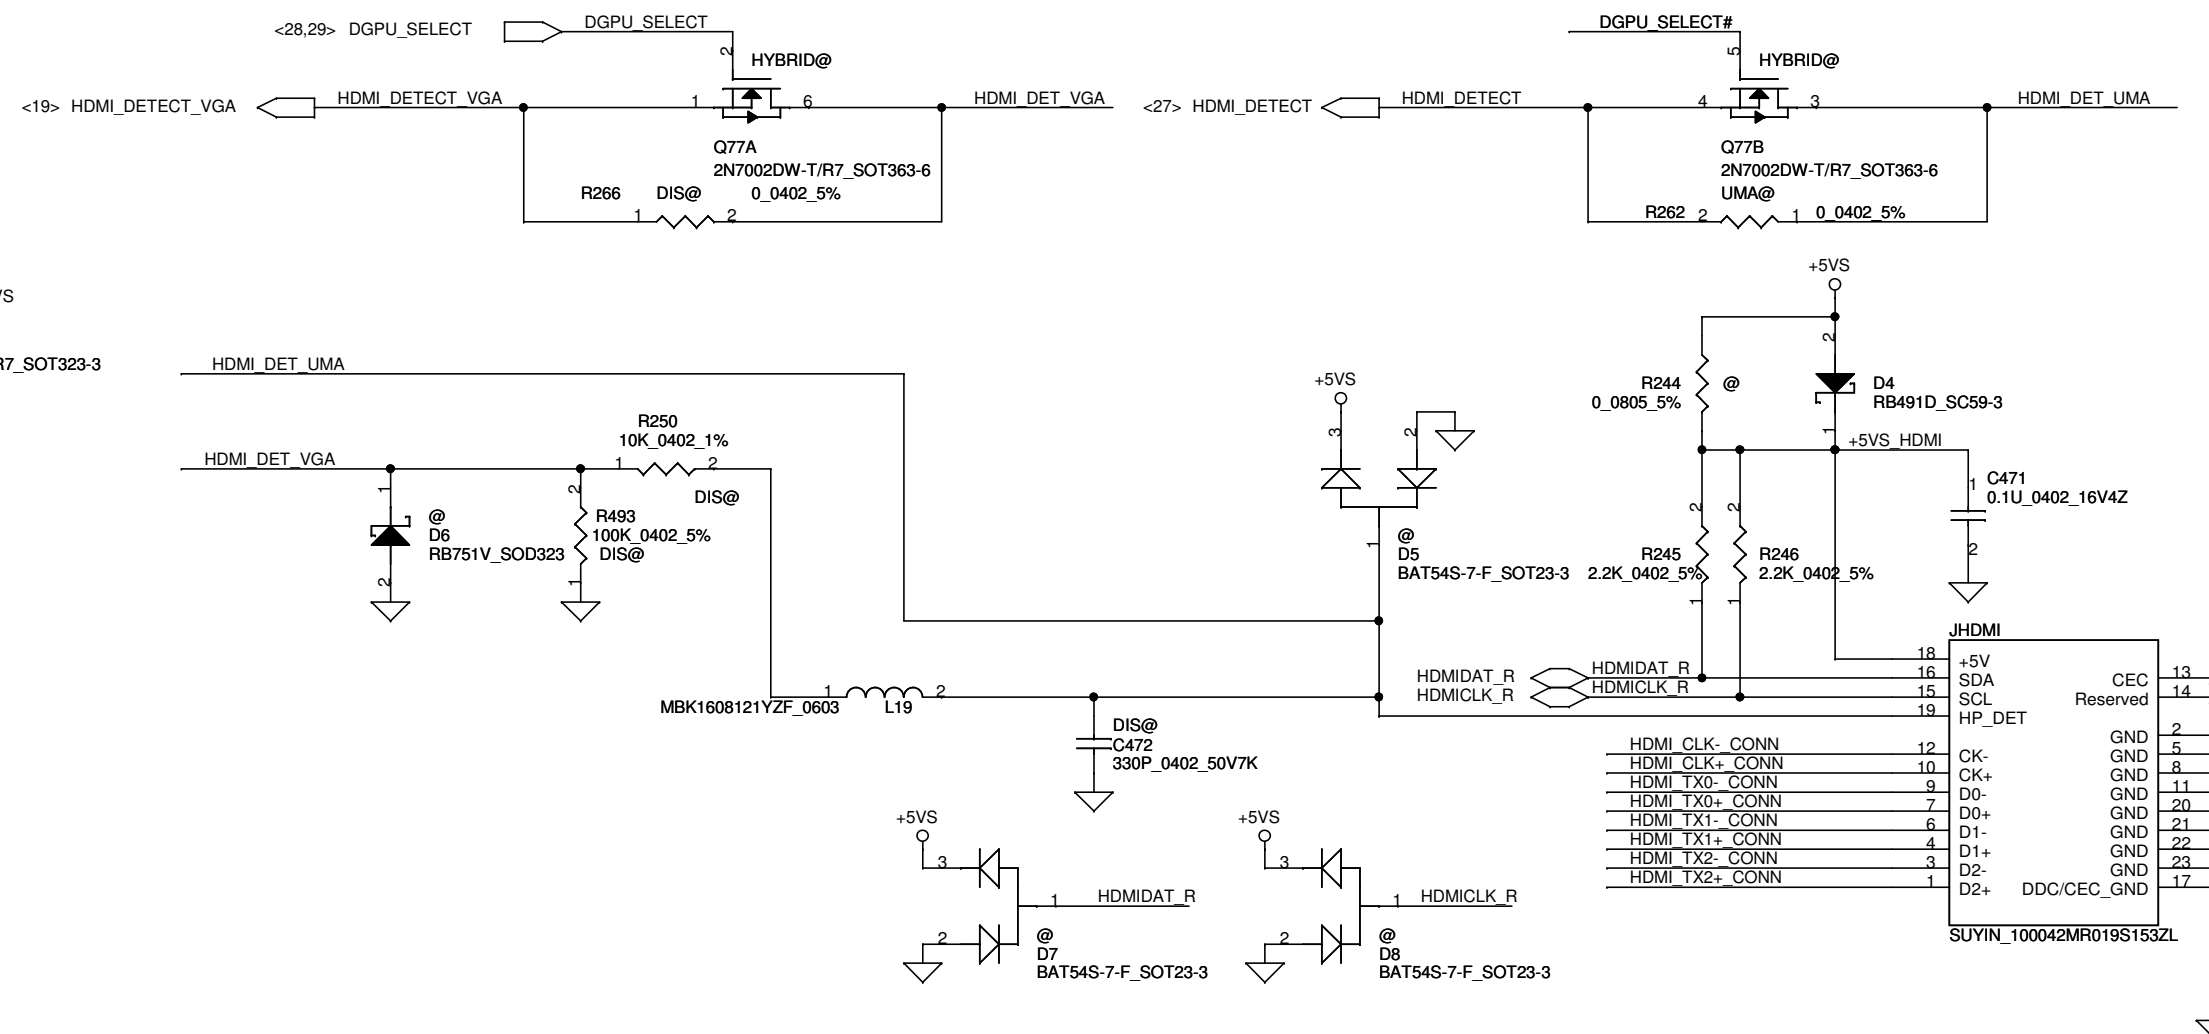 <28,29> DGPU_SELECT
DGPU_SELECT
2
HYBRID@
<19> HDMI_DETECT_VGA
HDMI_DETECT_VGA
1
6
HDMI_DET_VGA
Q77A
2N7002DW-T/R7_SOT363-6
R266
DIS@
0_0402_5%
1
2
DGPU_SELECT#
5
HYBRID@
<27> HDMI_DETECT
HDMI_DETECT
4
3
HDMI_DET_UMA
Q77B
2N7002DW-T/R7_SOT363-6
UMA@
R262
2
1
0_0402_5%
/S
R7_SOT323-3
HDMI_DET_UMA
HDMI_DET_VGA
R250
10K_0402_1%
1
2
DIS@
1
@
D6
RB751V_SOD323
2
2
R493
100K_0402_5%
DIS@
1
MBK1608121YZF_0603
1
2
L19
DIS@
C472
330P_0402_50V7K
+5VS
3
2
@
D5
BAT54S-7-F_SOT23-3
1
+5VS
2
R244
0_0805_5%
@
D4
RB491D_SC59-3
1
+5VS_HDMI
1
C471
0.1U_0402_16V4Z
2
2
2
R245
2.2K_0402_5%
R246
2.2K_0402_5%
1
1
HDMIDAT_R
HDMIDAT_R
HDMICLK_R
HDMICLK_R
JHDMI
18
+5V
16
SDA
15
SCL
19
HP_DET
HDMI_CLK-_CONN
12
CK-
HDMI_CLK+_CONN
10
CK+
HDMI_TX0-_CONN
9
D0-
HDMI_TX0+_CONN
7
D0+
HDMI_TX1-_CONN
6
D1-
HDMI_TX1+_CONN
4
D1+
HDMI_TX2-_CONN
3
D2-
HDMI_TX2+_CONN
1
D2+
CEC
13
Reserved
14
GND
2
GND
5
GND
8
GND
11
GND
20
GND
21
GND
22
GND
23
DDC/CEC_GND
17
SUYIN_100042MR019S153ZL
+5VS
3
1
HDMIDAT_R
2
@
D7
BAT54S-7-F_SOT23-3
+5VS
3
1
HDMICLK_R
2
@
D8
BAT54S-7-F_SOT23-3